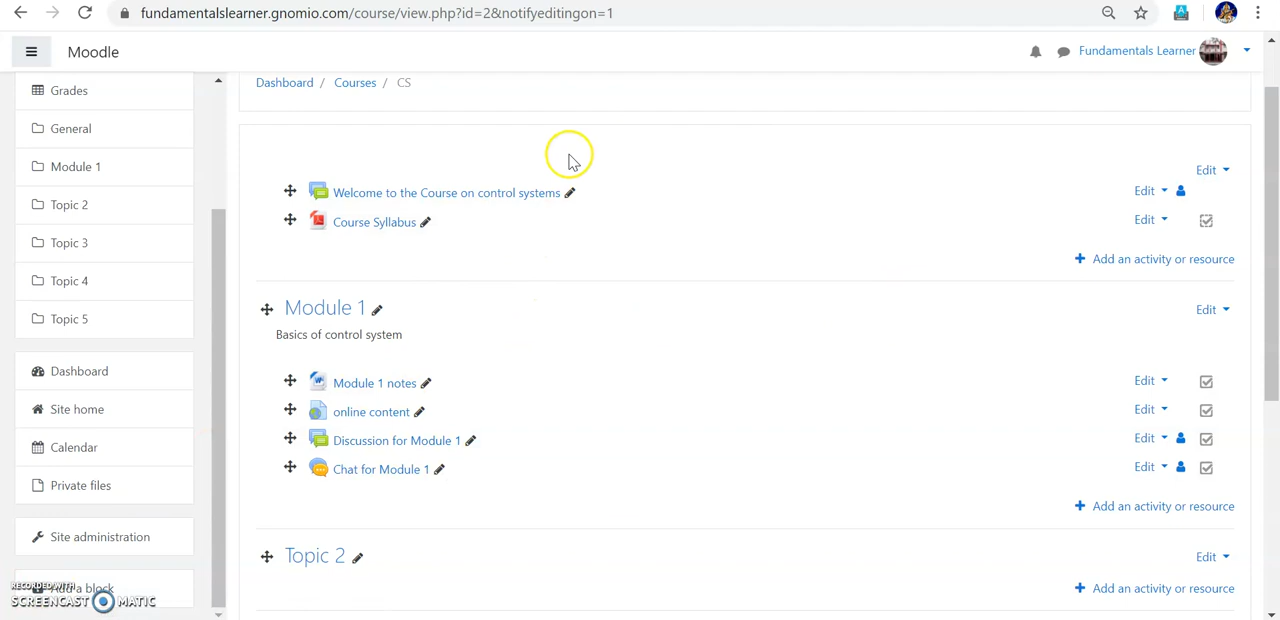 fundamentalslearner.gnomio.com/course/view.php?id=2&notifyeditingon=1
Moodle
Fundamentals Learner
Grades
General
Module 1
Topic 2
Topic 3
Topic 4
Topic 5
Dashboard
Site home
Calendar
Private files
Site administration
Add a block
RECORDED WITH
SCREENCAST MATIC
Dashboard / Courses / CS
Edit
Welcome to the Course on control systems
Edit
Course Syllabus
Edit
+ Add an activity or resource
Module 1
Edit
Basics of control system
Module 1 notes
Edit
online content
Edit
Discussion for Module 1
Edit
Chat for Module 1
Edit
+ Add an activity or resource
Topic 2
Edit
+ Add an activity or resource